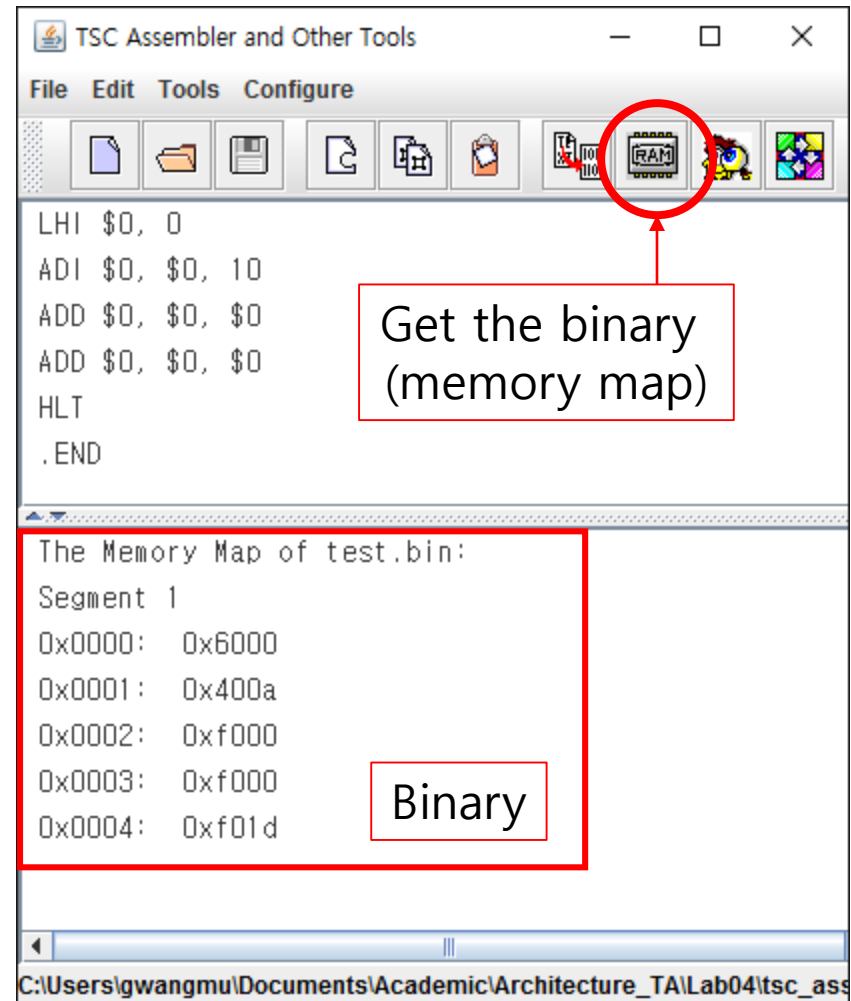 TSC Assembler and Other Tools
File Edit Tools Configure
RAM
LHI $0, 0
ADI $0, $0, 10
ADD $0, $0, $0
ADD $0, $0, $0
HLT
.END
Get the binary
(memory map)
The Memory Map of test.bin:
Segment 1
0x0000: 0x6000
0x0001: 0x400a
0x0002: 0xf000
0x0003: 0xf000
0x0004: 0xf01d
Binary
C:\Users\gwangmu\Documents\Academic\Architecture_TA\Lab04\tsc_ass